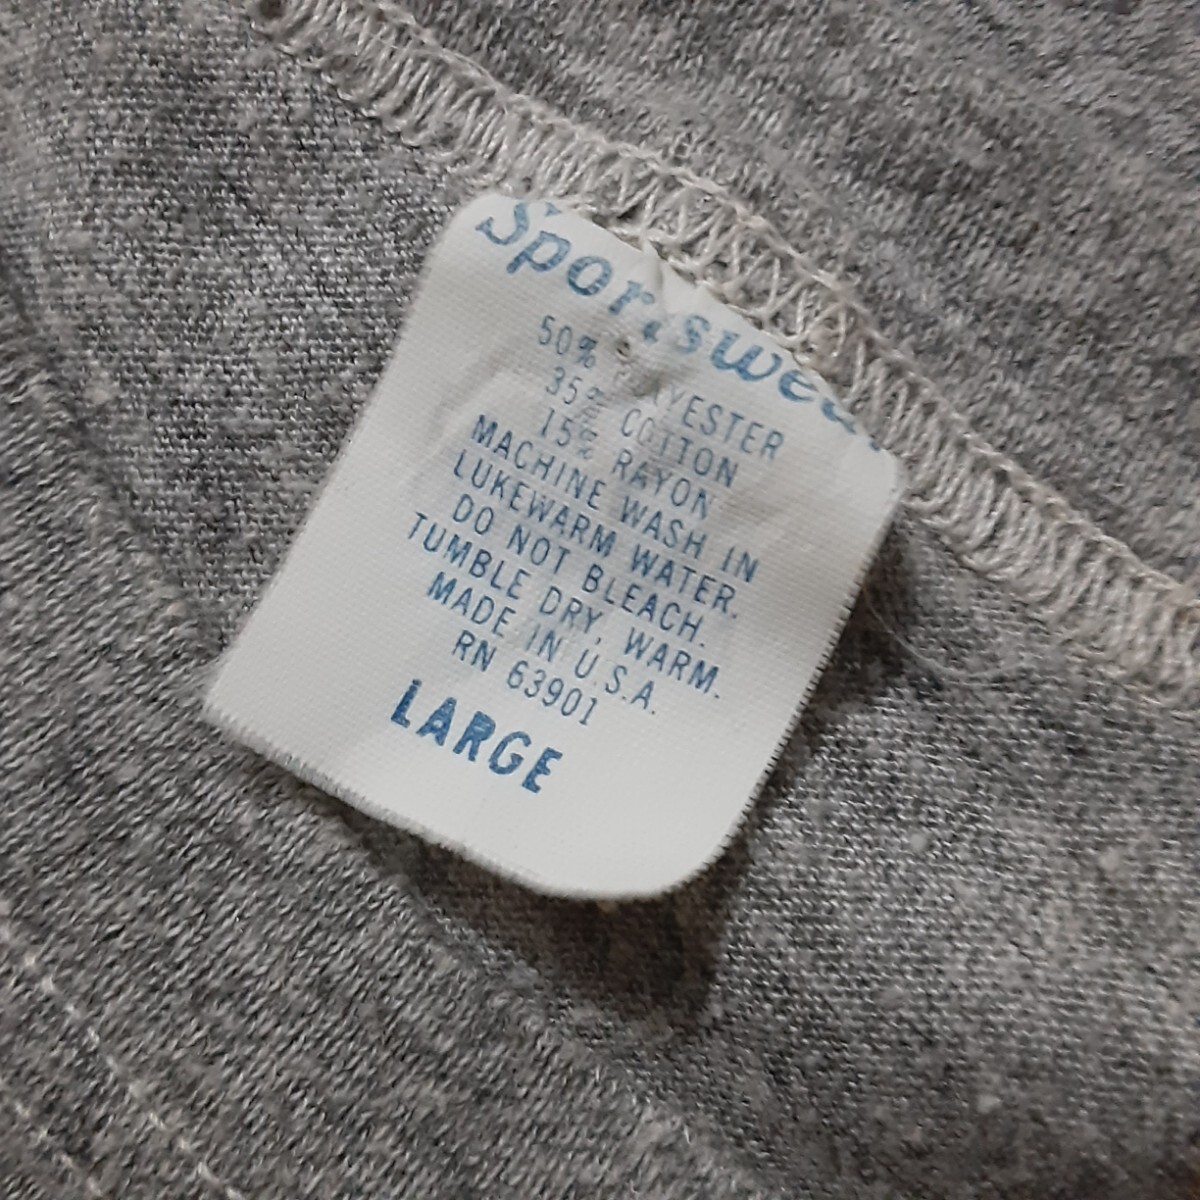 Sportswear
50% POLYESTER
35% COTTON
15% RAYON
MACHINE WASH IN
LUKEWARM WATER.
DO NOT BLEACH.
TUMBLE DRY, WARM.
MADE IN U.S.A.
RN 63901
LARGE